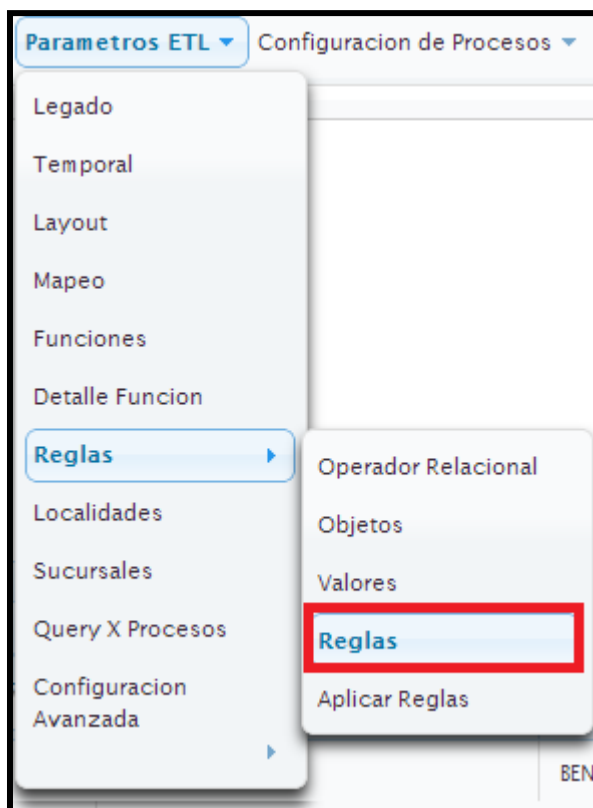 Parametros ETL Configuracion de Procesos
Legado
Temporal
Layout
Mapeo
Funciones
Detalle Funcion
Reglas
Localidades
Sucursales
Query X Procesos
Configuracion
Avanzada
Operador Relacional
Objetos
Valores
Reglas
Aplicar Reglas
BEN